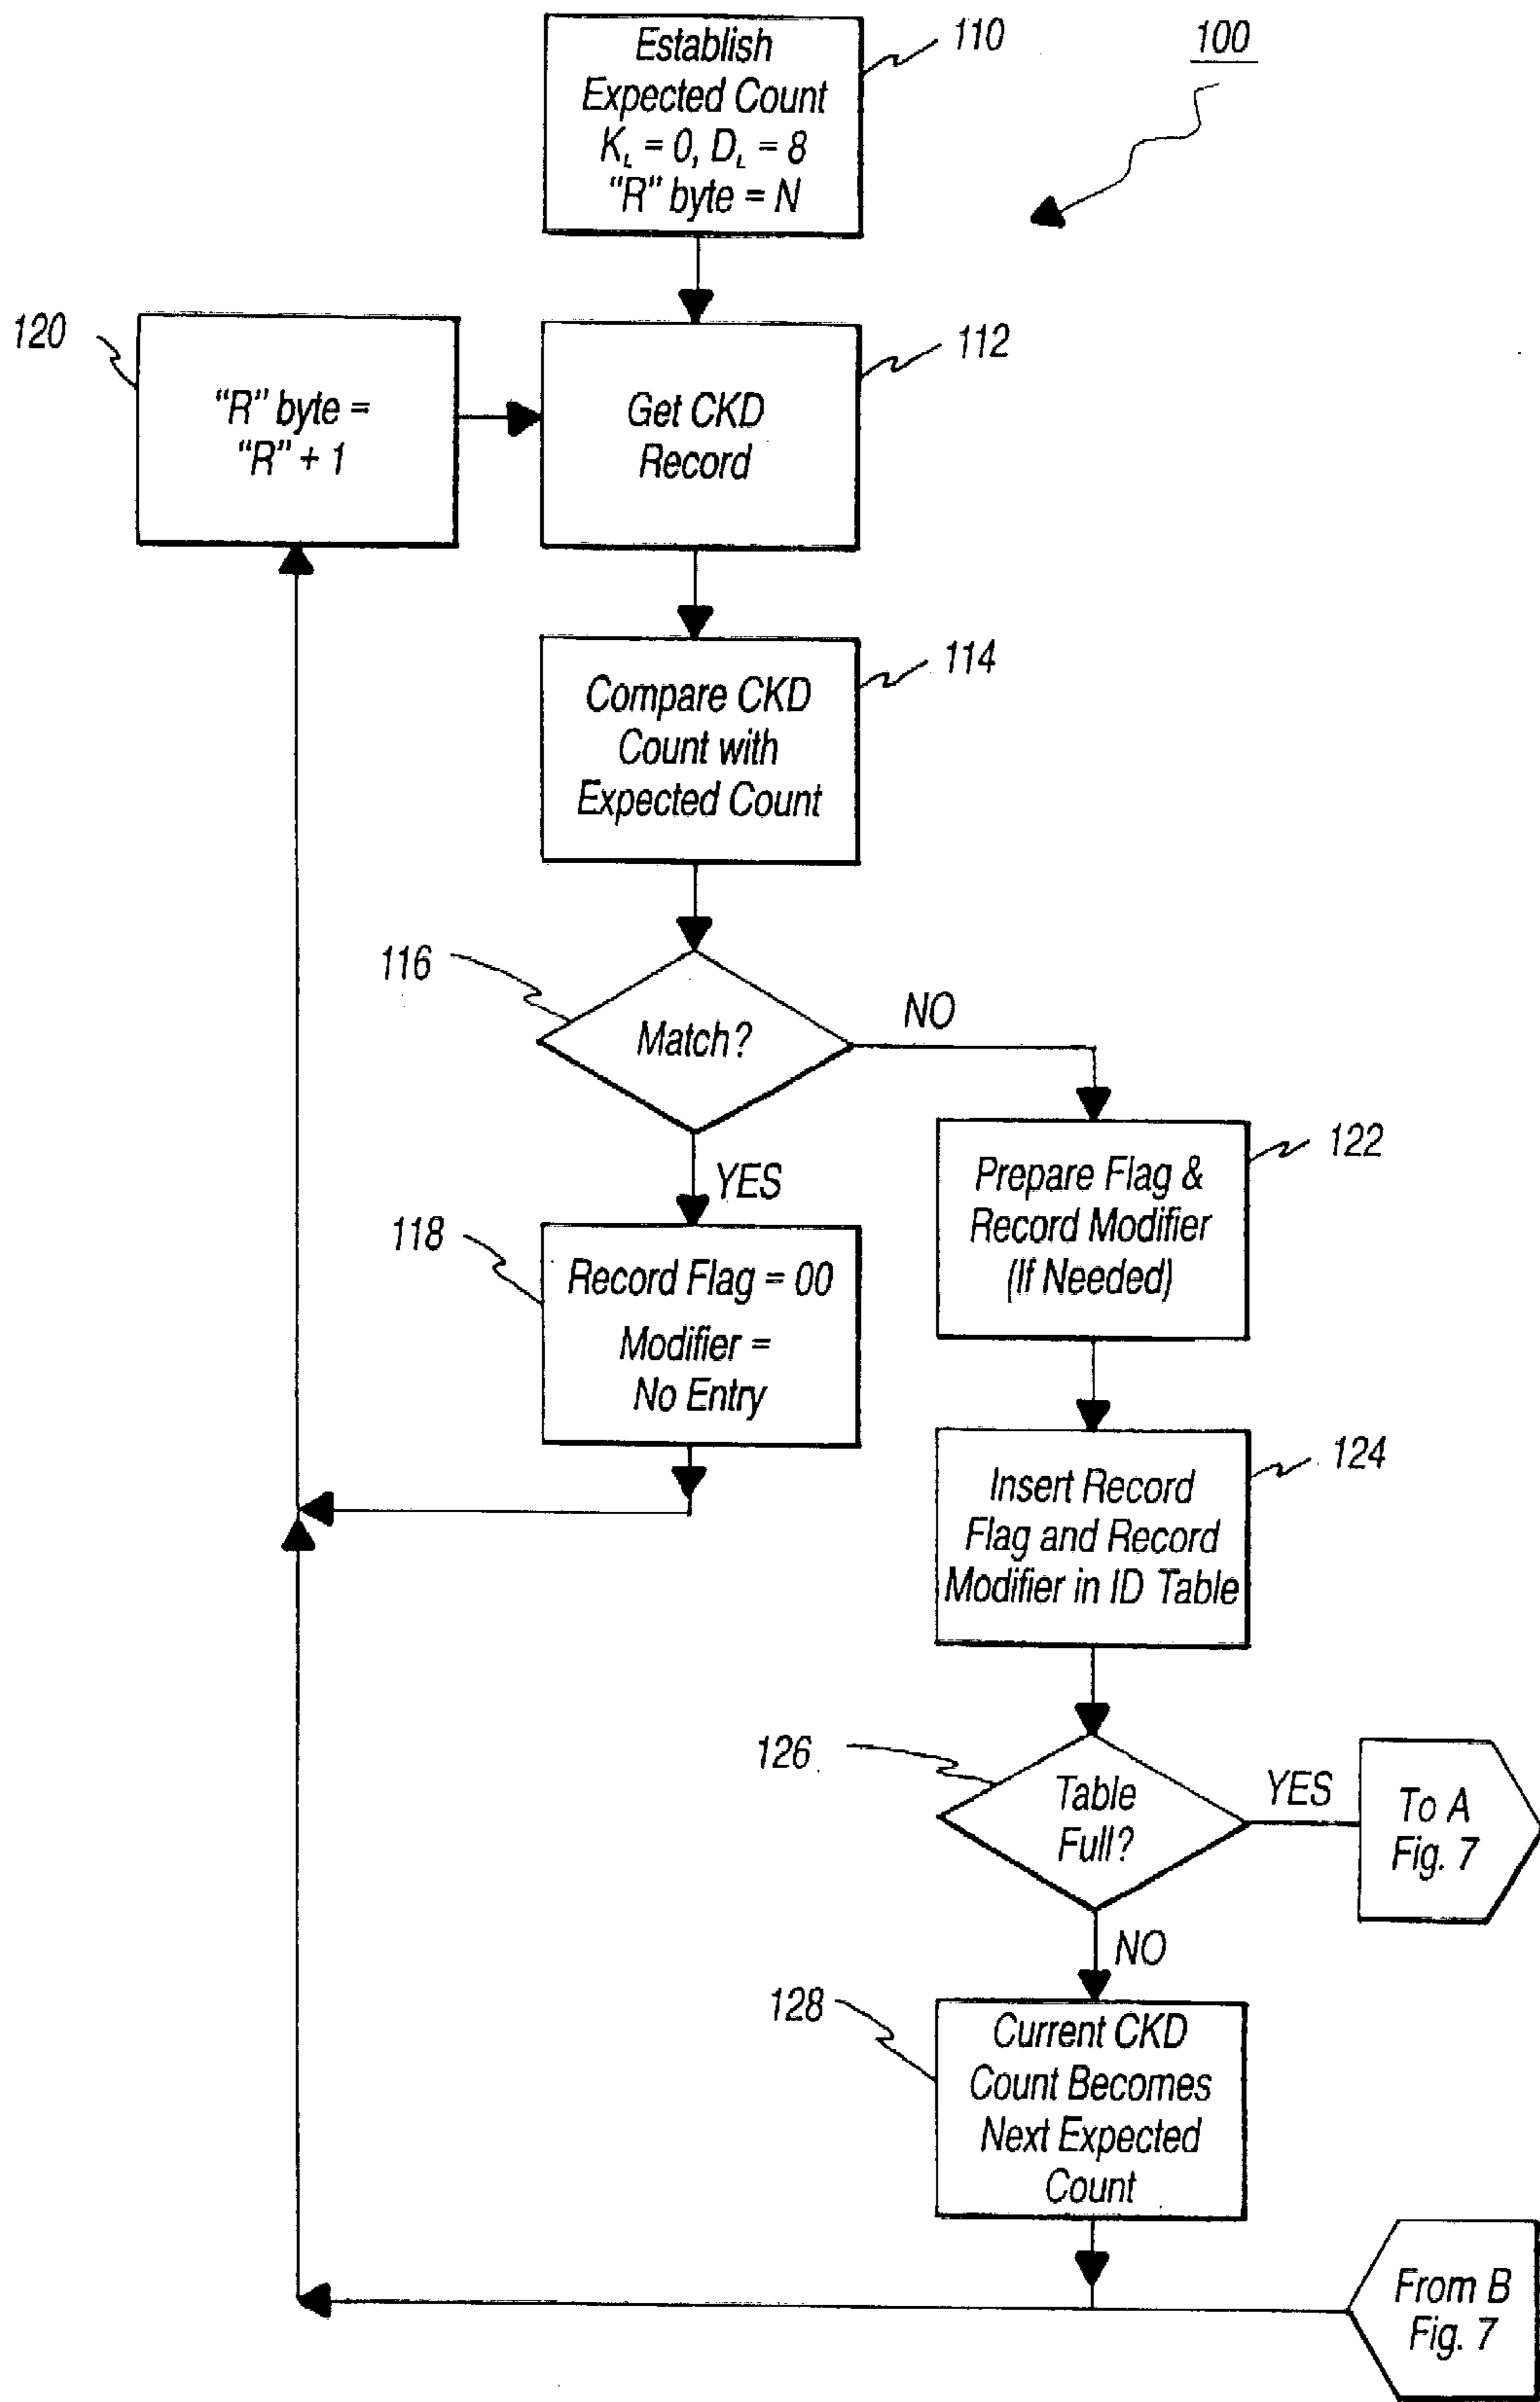 Establish
Expected Count
K_L = 0, D_L = 8
"R" byte = N
110
100
120
"R" byte =
"R" + 1
Get CKD
Record
112
Compare CKD
Count with
Expected Count
114
116
Match?
NO
YES
122
Prepare Flag &
Record Modifier
(If Needed)
118
Record Flag = 00
Modifier =
No Entry
124
Insert Record
Flag and Record
Modifier in ID Table
126
Table
Full?
YES
To A
Fig. 7
NO
128
Current CKD
Count Becomes
Next Expected
Count
From B
Fig. 7